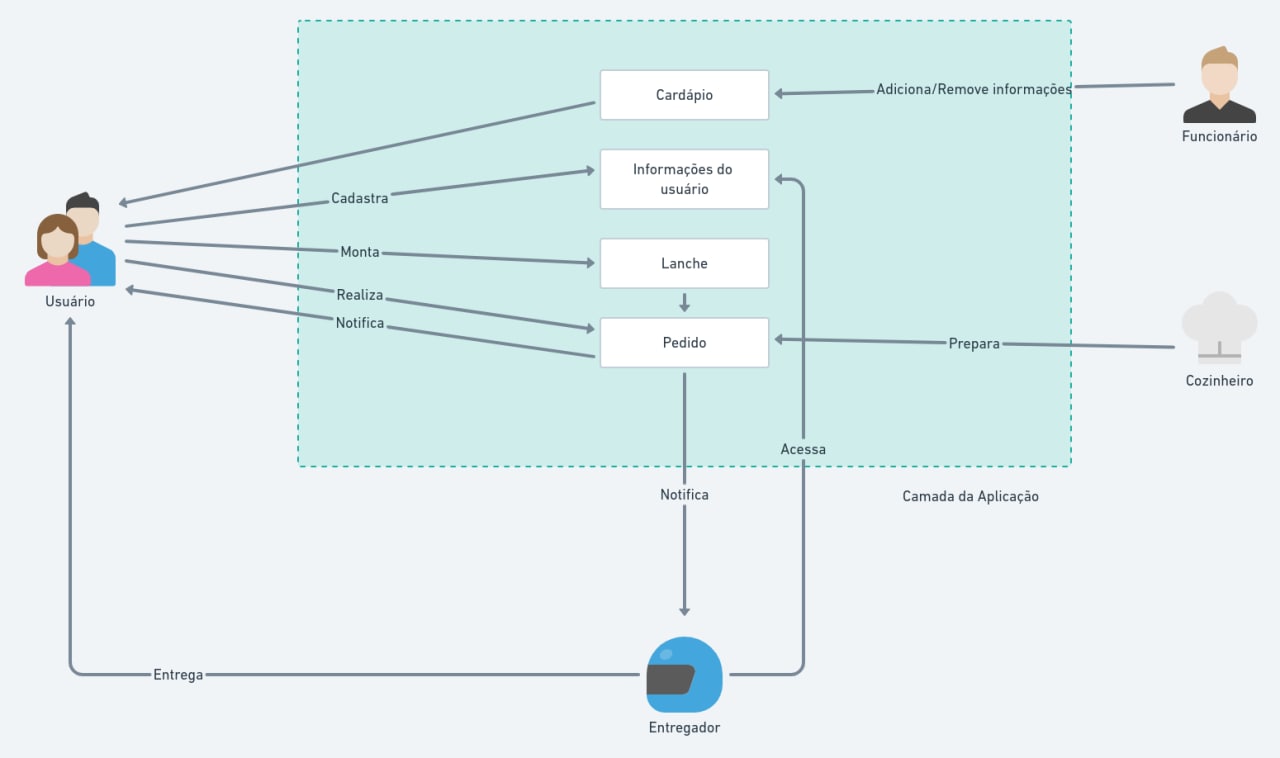 Cardápio
Adiciona/Remove informações
Funcionário
Informações do
usuário
Cadastra
Monta
Lanche
Usuário
Realiza
Notifica
Pedido
Prepara
Cozinheiro
Acessa
Notifica
Camada da Aplicação
Entrega
Entregador